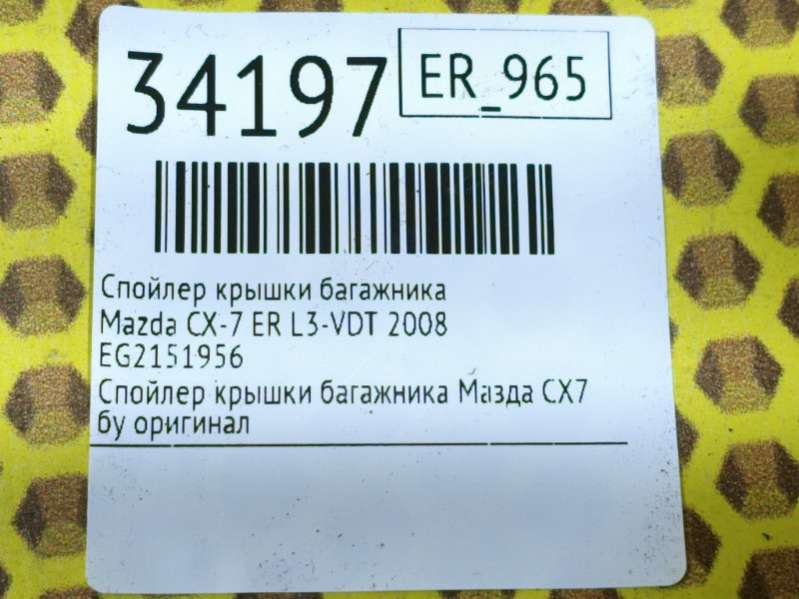 34197
ER_965
Спойлер крышки багажника
Mazda CX-7 ER L3-VDT 2008
EG2151956
Спойлер крышки багажника Мазда СХ7
бу оригинал